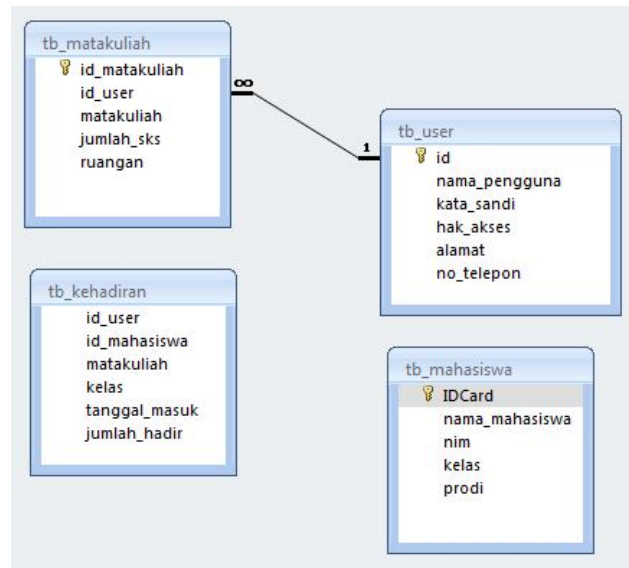 tb_matakuliah
id_matakuliah
id_user
matakuliah
jumlah_sks
ruangan
∞
1
tb_user
id
nama_pengguna
kata_sandi
hak_akses
alamat
no_telepon
tb_kehadiran
id_user
id_mahasiswa
matakuliah
kelas
tanggal_masuk
jumlah_hadir
tb_mahasiswa
IDCard
nama_mahasiswa
nim
kelas
prodi